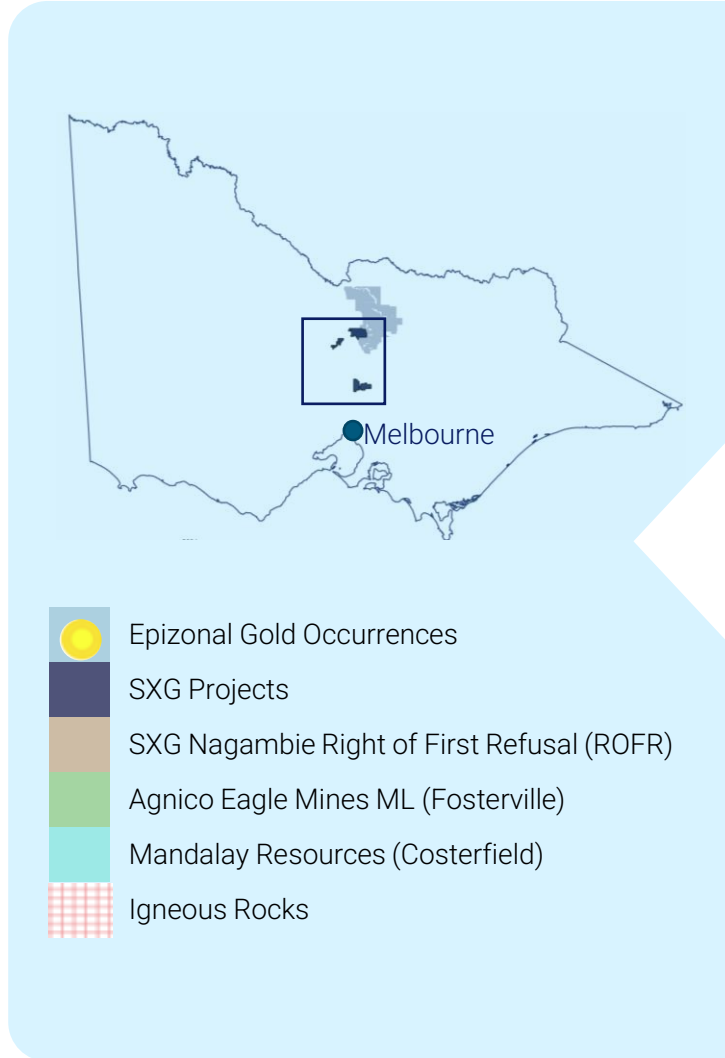 Melbourne
Epizonal Gold Occurrences
SXG Projects
SXG Nagambie Right of First Refusal (ROFR)
Agnico Eagle Mines ML (Fosterville)
Mandalay Resources (Costerfield)
Igneous Rocks